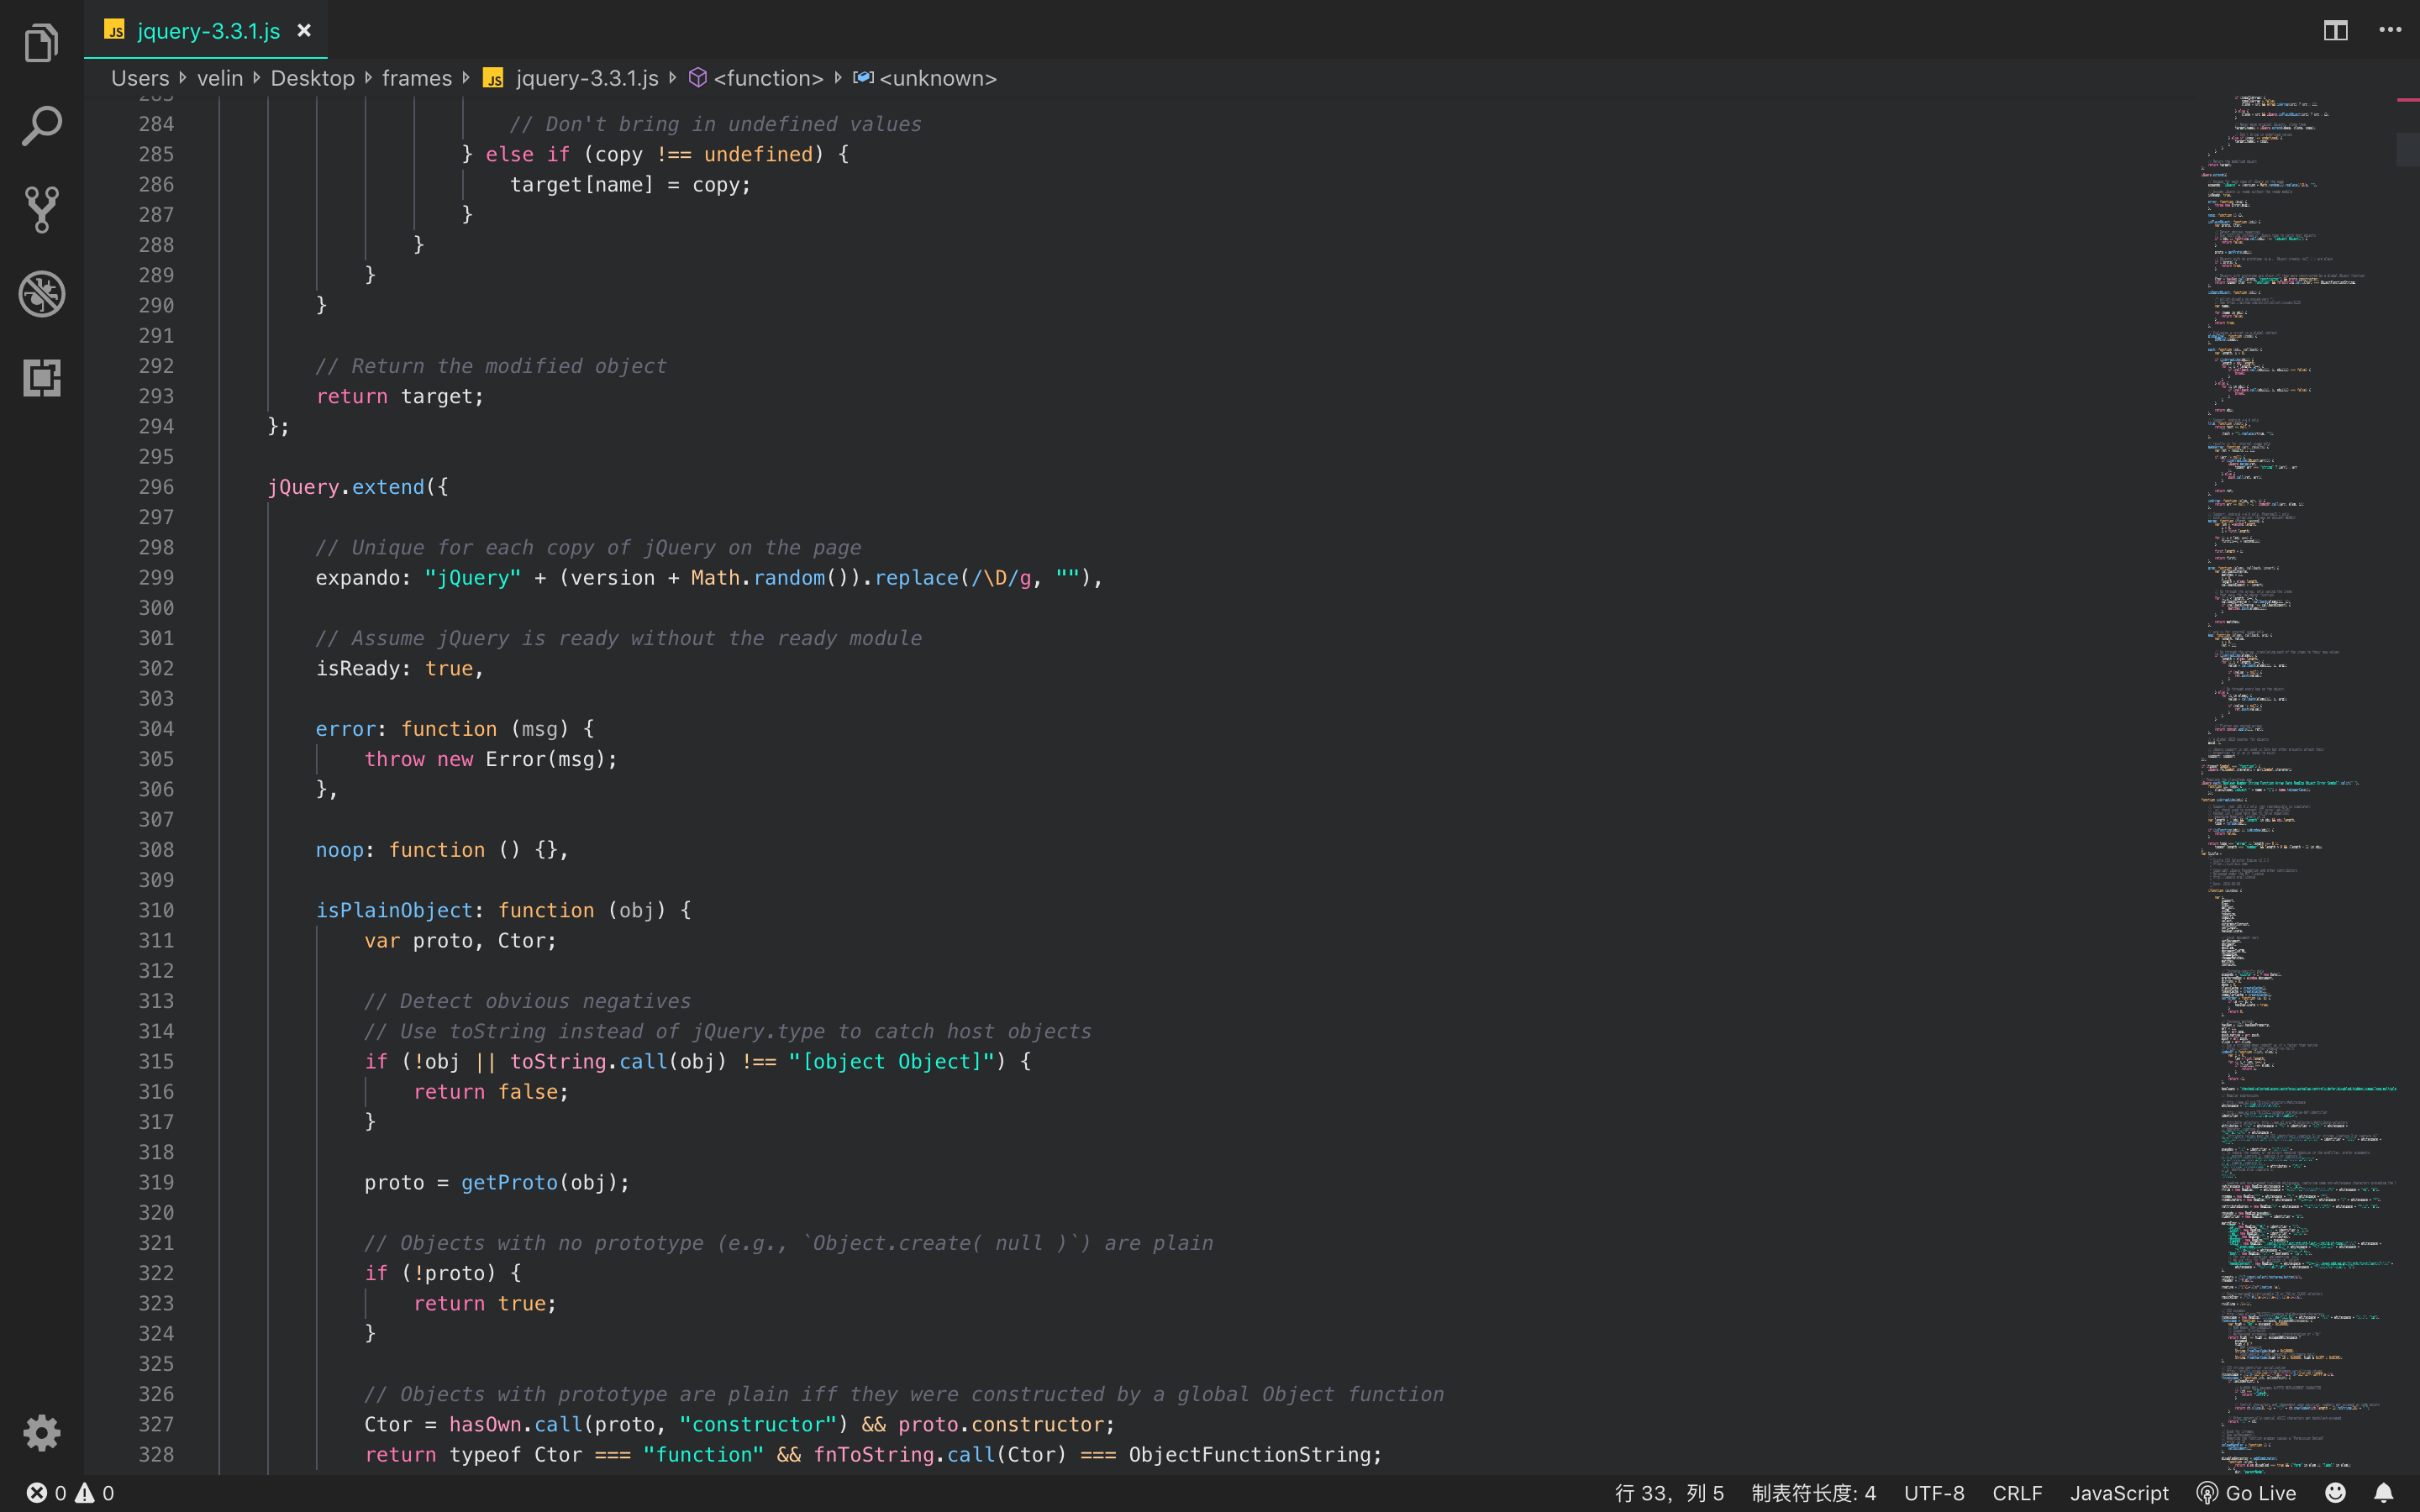 JS jquery-3.3.1.js
Users velin Desktop frames JS jquery-3.3.1.js <function> <unknown>
283
284 // Don't bring in undefined values
285 } else if (copy !== undefined) {
286 target[name] = copy;
287 }
288 }
289 }
290 }
291
292 // Return the modified object
293 return target;
294 };
295
296 jQuery.extend({
297
298 // Unique for each copy of jQuery on the page
299 expando: "jQuery" + (version + Math.random()).replace(/\D/g, ""),
300
301 // Assume jQuery is ready without the ready module
302 isReady: true,
303
304 error: function (msg) {
305 throw new Error(msg);
306 },
307
308 noop: function () {},
309
310 isPlainObject: function (obj) {
311 var proto, Ctor;
312
313 // Detect obvious negatives
314 // Use toString instead of jQuery.type to catch host objects
315 if (!obj || toString.call(obj) !== "[object Object]") {
316 return false;
317 }
318
319 proto = getProto(obj);
320
321 // Objects with no prototype (e.g., `Object.create( null )`) are plain
322 if (!proto) {
323 return true;
324 }
325
326 // Objects with prototype are plain iff they were constructed by a global Object function
327 Ctor = hasOwn.call(proto, "constructor") && proto.constructor;
328 return typeof Ctor === "function" && fnToString.call(Ctor) === ObjectFunctionString;
0 0 行 33，列 5 制表符长度: 4 UTF-8 CRLF JavaScript Go Live